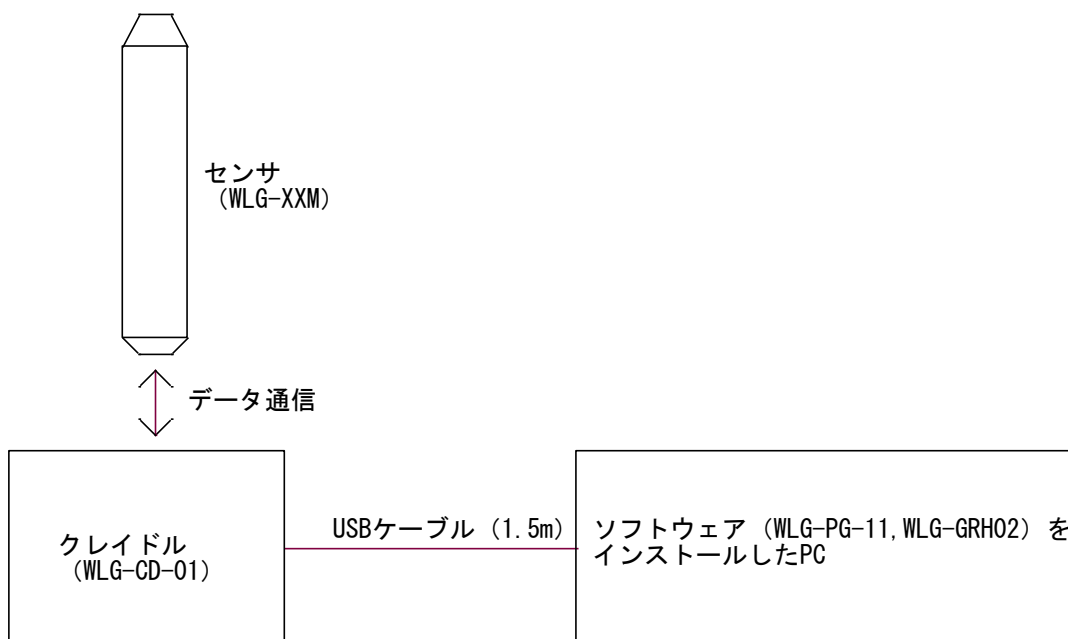 センサ
(WLG-XXM)
データ通信
クレイドル
(WLG-CD-01)
USBケーブル (1.5m)
ソフトウェア (WLG-PG-11,WLG-GRH02) を
インストールしたPC